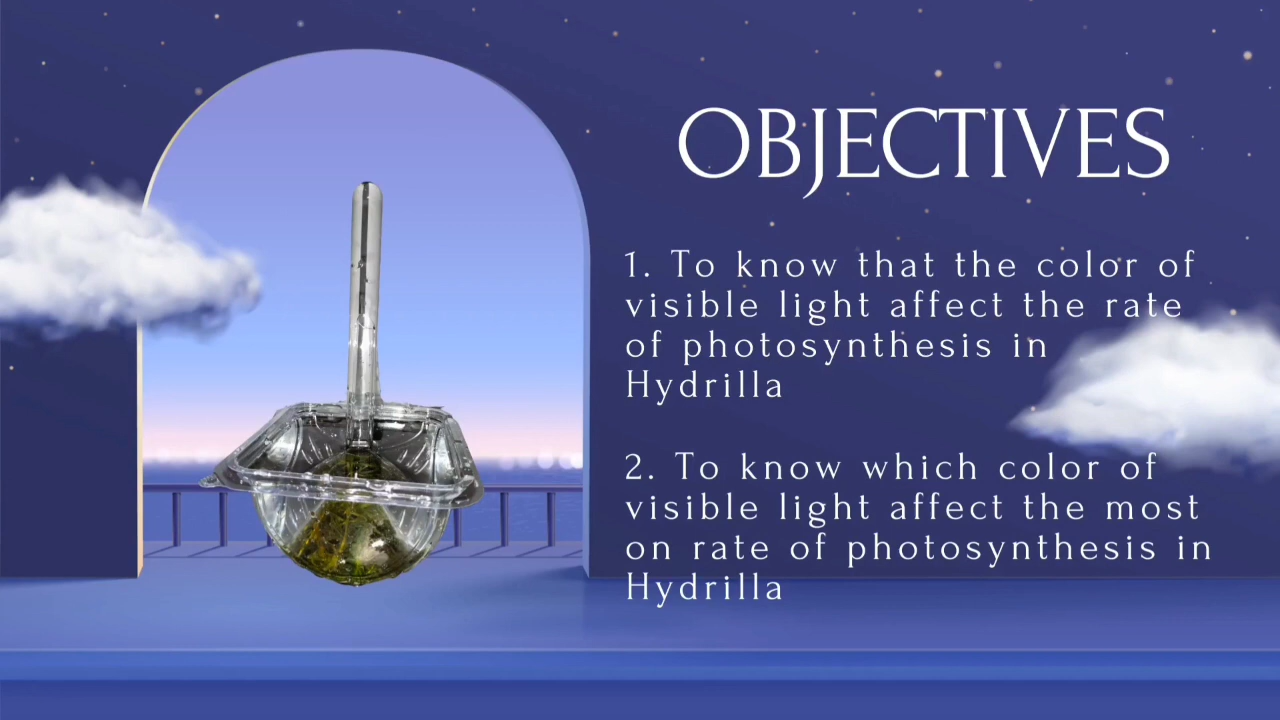 OBJECTIVES
1. To know that the color of
visible light affect the rate
of photosynthesis in
Hydrilla
2. To know which color of
visible light affect the most
on rate of photosynthesis in
Hydrilla